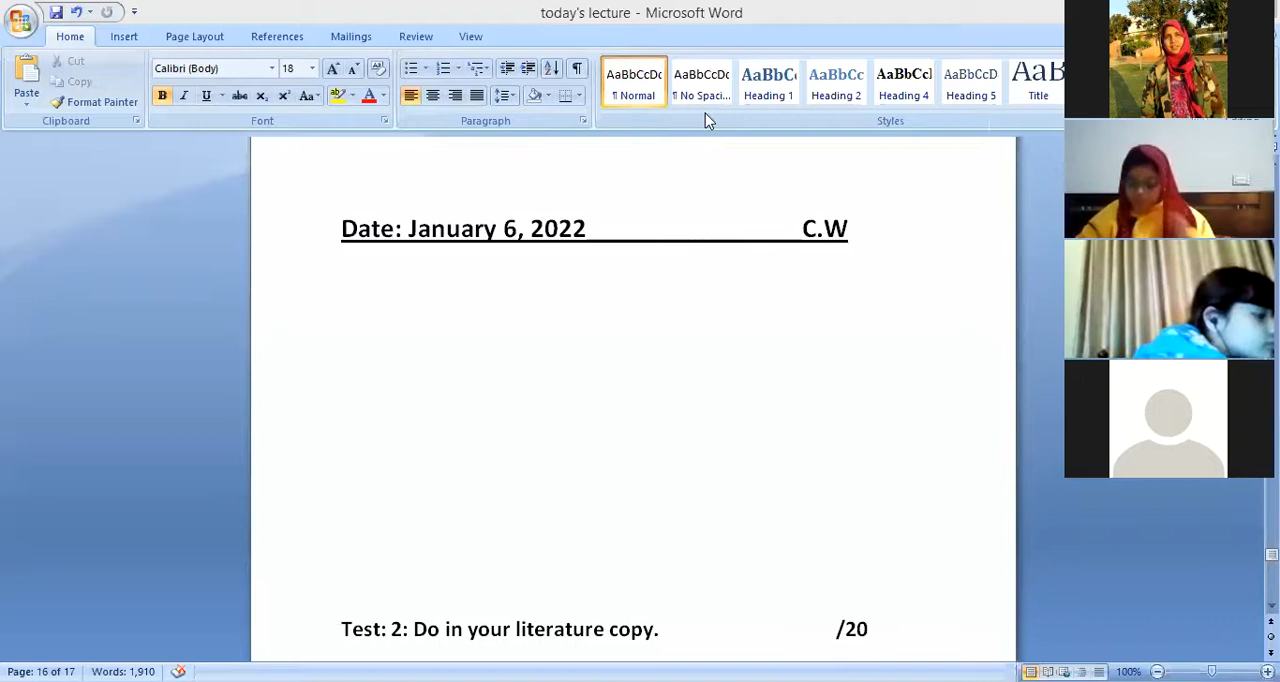 today's lecture - Microsoft Word
Home Insert Page Layout References Mailings Review View
Paste
Cut
Copy
Format Painter
Clipboard
Calibri (Body) 18
Font
Paragraph
AaBbCcDc AaBbCcDc AaBbC AaBbCc AaBbCcI AaBbCcD AaB
¶ Normal ¶ No Spaci... Heading 1 Heading 2 Heading 4 Heading 5 Title
Styles
Date: January 6, 2022 C.W
Test: 2: Do in your literature copy. /20
Page: 16 of 17 Words: 1,910 100%